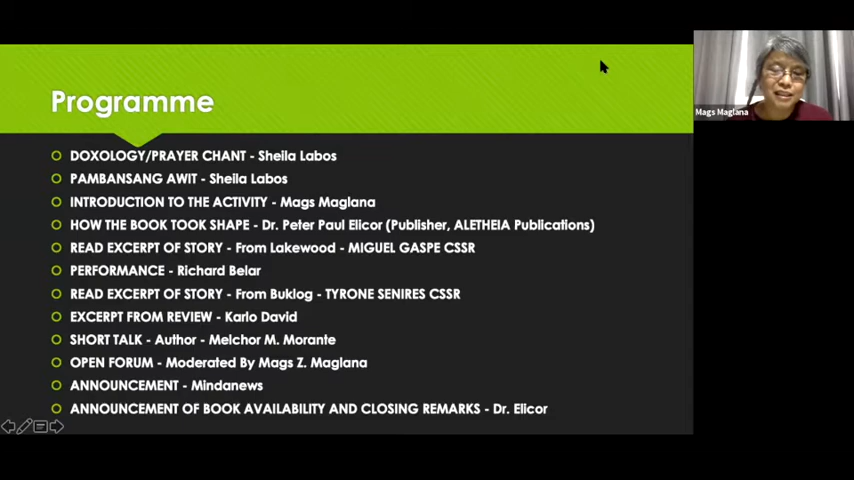 Programme
DOXOLOGY/PRAYER CHANT - Sheila Labos
PAMBANSANG AWIT - Sheila Labos
INTRODUCTION TO THE ACTIVITY - Mags Maglana
HOW THE BOOK TOOK SHAPE - Dr. Peter Paul Elicor (Publisher, ALETHEIA Publications)
READ EXCERPT OF STORY - From Lakewood - MIGUEL GASPE CSSR
PERFORMANCE - Richard Belar
READ EXCERPT OF STORY - From Buklog - TYRONE SENIRES CSSR
EXCERPT FROM REVIEW - Karlo David
SHORT TALK - Author - Melchor M. Morante
OPEN FORUM - Moderated By Mags Z. Maglana
ANNOUNCEMENT - Mindanews
ANNOUNCEMENT OF BOOK AVAILABILITY AND CLOSING REMARKS - Dr. Elicor
Mags Maglana